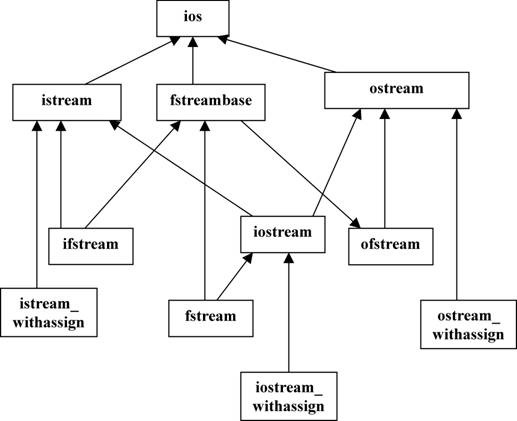 ios
istream
fstreambase
ostream
ifstream
iostream
ofstream
istream_
withassign
fstream
ostream_
withassign
iostream_
withassign